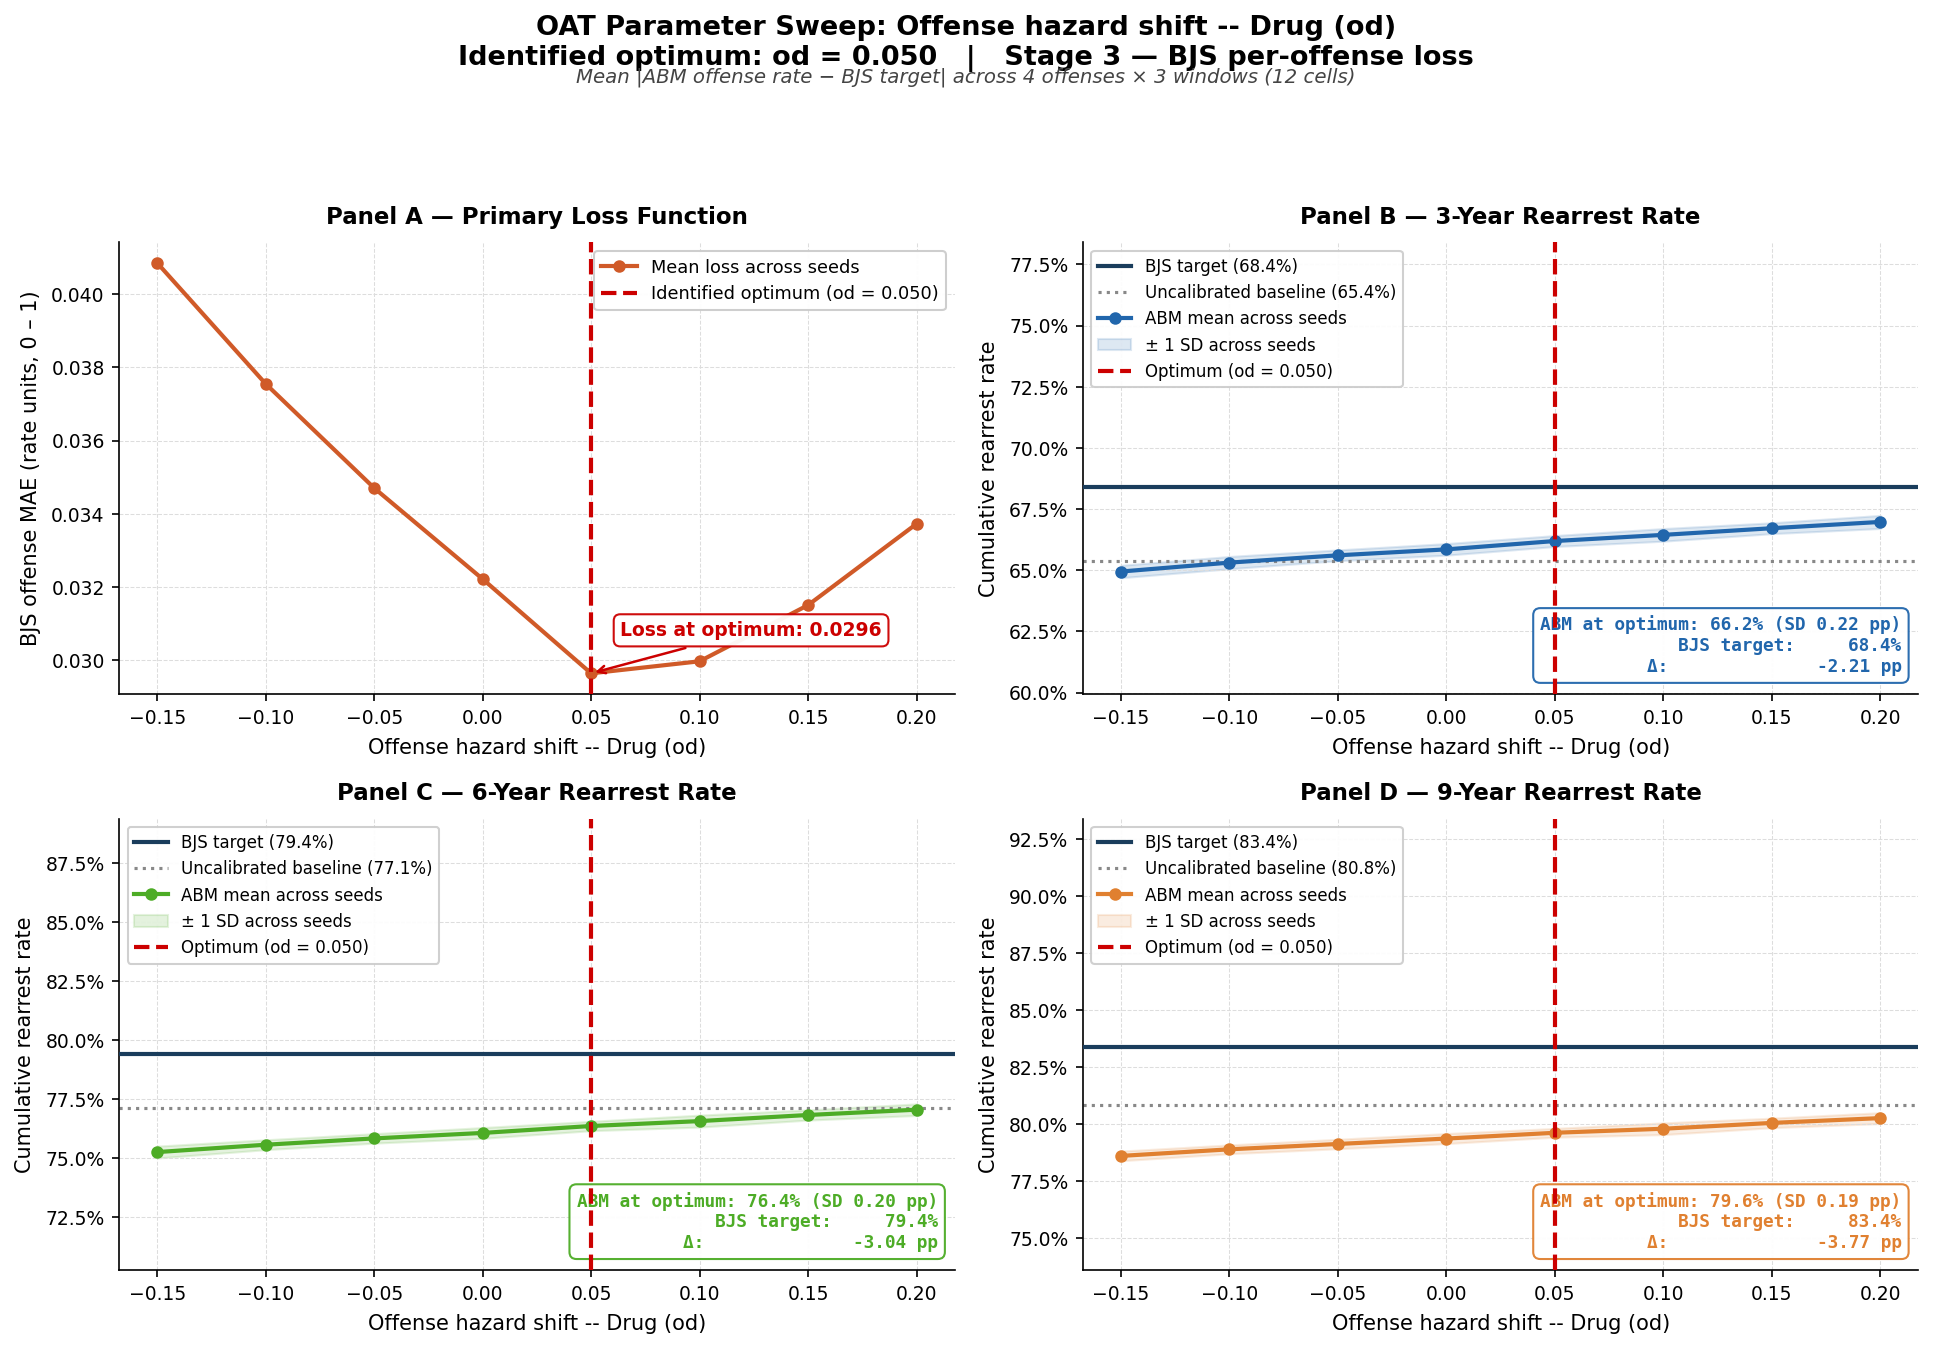 OAT Parameter Sweep: Offense hazard shift -- Drug (od)
Identified optimum: od = 0.050   |   Stage 3 — BJS per-offense loss
Mean |ABM offense rate − BJS target| across 4 offenses × 3 windows (12 cells)
Panel A — Primary Loss Function
BJS offense MAE (rate units, 0 – 1)
0.040
0.038
0.036
0.034
0.032
0.030
Mean loss across seeds
Identified optimum (od = 0.050)
Loss at optimum: 0.0296
−0.15 −0.10 −0.05 0.00 0.05 0.10 0.15 0.20
Offense hazard shift -- Drug (od)
Panel B — 3-Year Rearrest Rate
Cumulative rearrest rate
77.5%
75.0%
72.5%
70.0%
67.5%
65.0%
62.5%
60.0%
BJS target (68.4%)
Uncalibrated baseline (65.4%)
ABM mean across seeds
± 1 SD across seeds
Optimum (od = 0.050)
ABM at optimum: 66.2% (SD 0.22 pp)
BJS target: 68.4%
Δ: -2.21 pp
−0.15 −0.10 −0.05 0.00 0.05 0.10 0.15 0.20
Offense hazard shift -- Drug (od)
Panel C — 6-Year Rearrest Rate
Cumulative rearrest rate
87.5%
85.0%
82.5%
80.0%
77.5%
75.0%
72.5%
BJS target (79.4%)
Uncalibrated baseline (77.1%)
ABM mean across seeds
± 1 SD across seeds
Optimum (od = 0.050)
ABM at optimum: 76.4% (SD 0.20 pp)
BJS target: 79.4%
Δ: -3.04 pp
−0.15 −0.10 −0.05 0.00 0.05 0.10 0.15 0.20
Offense hazard shift -- Drug (od)
Panel D — 9-Year Rearrest Rate
Cumulative rearrest rate
92.5%
90.0%
87.5%
85.0%
82.5%
80.0%
77.5%
75.0%
BJS target (83.4%)
Uncalibrated baseline (80.8%)
ABM mean across seeds
± 1 SD across seeds
Optimum (od = 0.050)
ABM at optimum: 79.6% (SD 0.19 pp)
BJS target: 83.4%
Δ: -3.77 pp
−0.15 −0.10 −0.05 0.00 0.05 0.10 0.15 0.20
Offense hazard shift -- Drug (od)